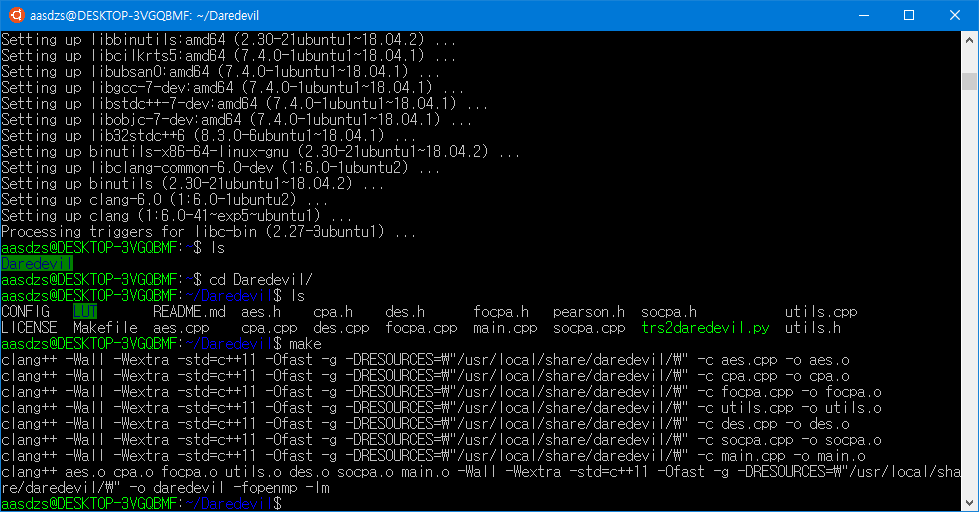 aasdzs@DESKTOP-3VGQBMF: ~/Daredevil
Setting up libbinutils:amd64 (2.30-21ubuntu1~18.04.2) ...
Setting up libcilkrts5:amd64 (7.4.0-1ubuntu1~18.04.1) ...
Setting up libubsan0:amd64 (7.4.0-1ubuntu1~18.04.1) ...
Setting up libgcc-7-dev:amd64 (7.4.0-1ubuntu1~18.04.1) ...
Setting up libstdc++-7-dev:amd64 (7.4.0-1ubuntu1~18.04.1) ...
Setting up libobjc-7-dev:amd64 (7.4.0-1ubuntu1~18.04.1) ...
Setting up lib32stdc++6 (8.3.0-6ubuntu1~18.04.1) ...
Setting up binutils-x86-64-linux-gnu (2.30-21ubuntu1~18.04.2) ...
Setting up libclang-common-6.0-dev (1:6.0-1ubuntu2) ...
Setting up binutils (2.30-21ubuntu1~18.04.2) ...
Setting up clang-6.0 (1:6.0-1ubuntu2) ...
Setting up clang (1:6.0-41~exp5~ubuntu1) ...
Processing triggers for libc-bin (2.27-3ubuntu1) ...
aasdzs@DESKTOP-3VGQBMF:~$ ls
Daredevil
aasdzs@DESKTOP-3VGQBMF:~$ cd Daredevil/
aasdzs@DESKTOP-3VGQBMF:~/Daredevil$ ls
CONFIG LUT README.md aes.h cpa.h des.h focpa.h pearson.h socpa.h utils.cpp
LICENSE Makefile aes.cpp cpa.cpp des.cpp focpa.cpp main.cpp socpa.cpp trs2daredevil.py utils.h
aasdzs@DESKTOP-3VGQBMF:~/Daredevil$ make
clang++ -Wall -Wextra -std=c++11 -Ofast -g -DRESOURCES=₩"/usr/local/share/daredevil/₩" -c aes.cpp -o aes.o
clang++ -Wall -Wextra -std=c++11 -Ofast -g -DRESOURCES=₩"/usr/local/share/daredevil/₩" -c cpa.cpp -o cpa.o
clang++ -Wall -Wextra -std=c++11 -Ofast -g -DRESOURCES=₩"/usr/local/share/daredevil/₩" -c focpa.cpp -o focpa.o
clang++ -Wall -Wextra -std=c++11 -Ofast -g -DRESOURCES=₩"/usr/local/share/daredevil/₩" -c utils.cpp -o utils.o
clang++ -Wall -Wextra -std=c++11 -Ofast -g -DRESOURCES=₩"/usr/local/share/daredevil/₩" -c des.cpp -o des.o
clang++ -Wall -Wextra -std=c++11 -Ofast -g -DRESOURCES=₩"/usr/local/share/daredevil/₩" -c socpa.cpp -o socpa.o
clang++ -Wall -Wextra -std=c++11 -Ofast -g -DRESOURCES=₩"/usr/local/share/daredevil/₩" -c main.cpp -o main.o
clang++ aes.o cpa.o focpa.o utils.o des.o socpa.o main.o -Wall -Wextra -std=c++11 -Ofast -g -DRESOURCES=₩"/usr/local/sha
re/daredevil/₩" -o daredevil -fopenmp -lm
aasdzs@DESKTOP-3VGQBMF:~/Daredevil$